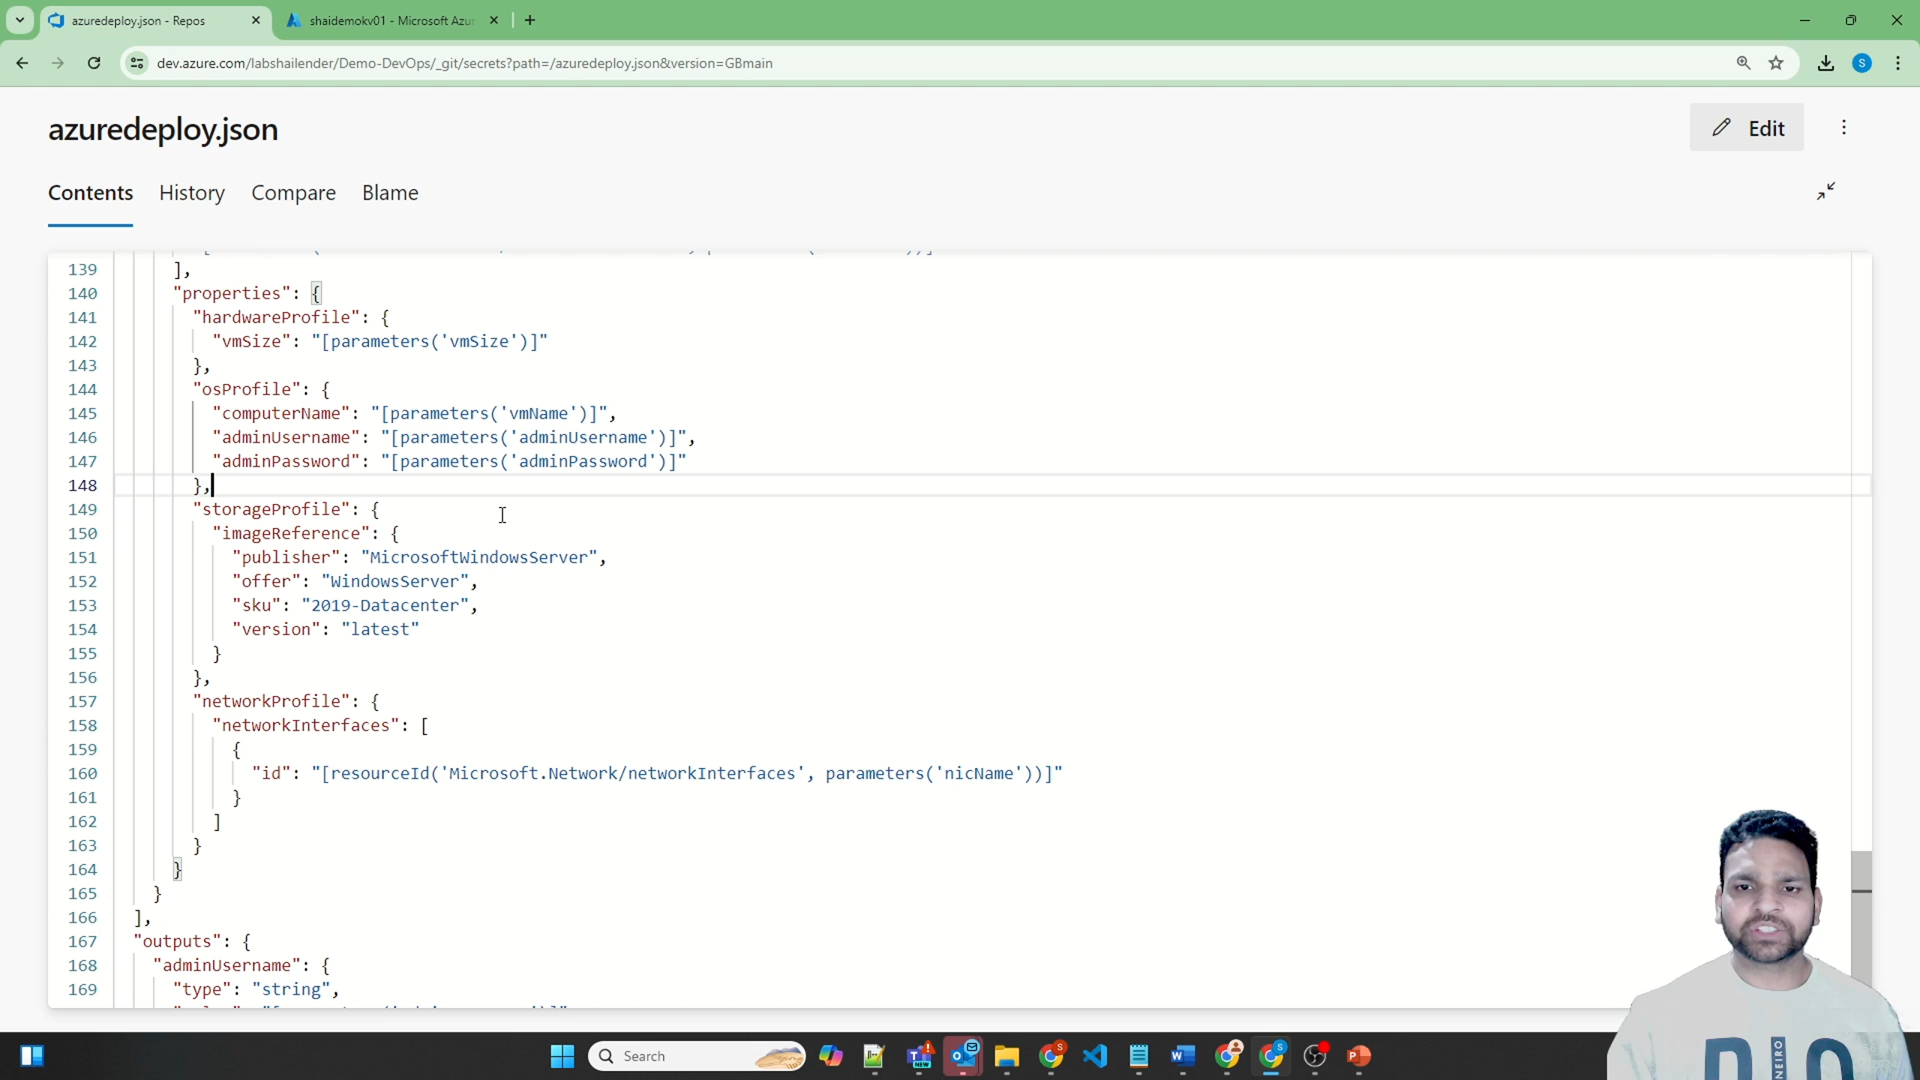 azuredeploy.json - Repos
shaidemokv01 - Microsoft Azu
dev.azure.com/labshailender/Demo-DevOps/_git/secrets?path=/azuredeploy.json&version=GBmain
S
azuredeploy.json
Edit
Contents History Compare Blame
139 ],
140 "properties": {
141 "hardwareProfile": {
142 "vmSize": "[parameters('vmSize')]"
143 },
144 "osProfile": {
145 "computerName": "[parameters('vmName')]",
146 "adminUsername": "[parameters('adminUsername')]",
147 "adminPassword": "[parameters('adminPassword')]"
148 },
149 "storageProfile": {
150 "imageReference": {
151 "publisher": "MicrosoftWindowsServer",
152 "offer": "WindowsServer",
153 "sku": "2019-Datacenter",
154 "version": "latest"
155 }
156 },
157 "networkProfile": {
158 "networkInterfaces": [
159 {
160 "id": "[resourceId('Microsoft.Network/networkInterfaces', parameters('nicName'))]"
161 }
162 ]
163 }
164 }
165 }
166 ],
167 "outputs": {
168 "adminUsername": {
169 "type": "string",
Search